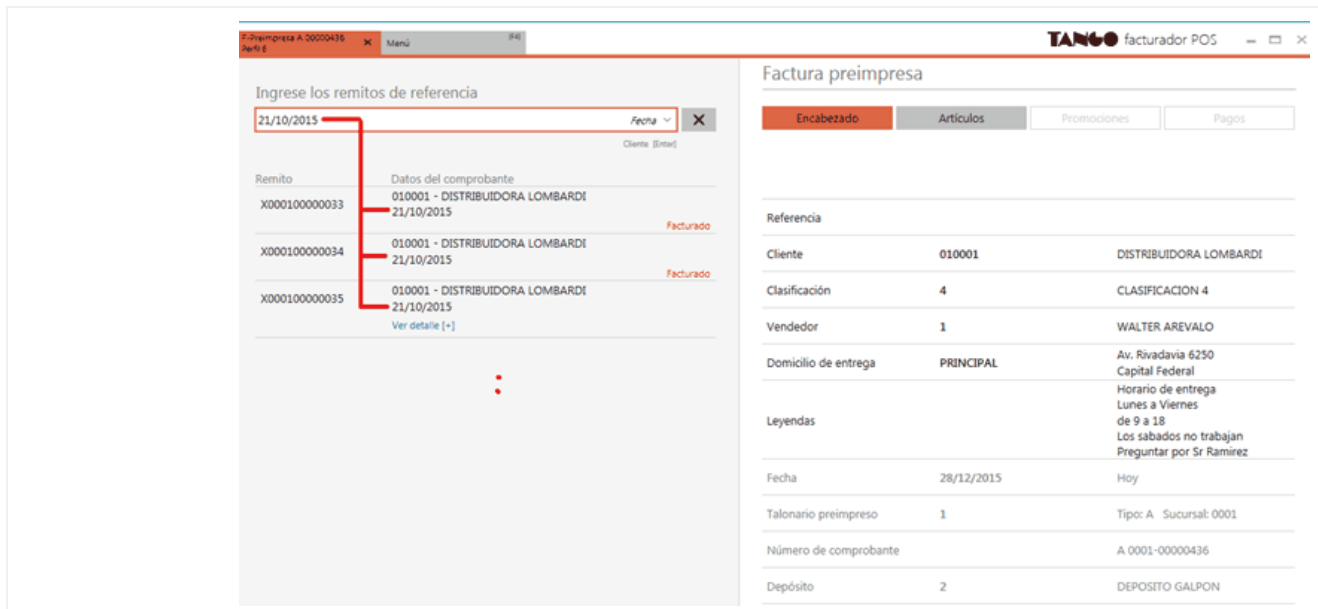 F-Preimpresa A 00000436
Perfil 6
Menú
[F4]
TANGO facturador POS
Ingrese los remitos de referencia
21/10/2015
Fecha
Cliente [Enter]
Remito Datos del comprobante
X000100000033
010001 - DISTRIBUIDORA LOMBARDI
21/10/2015
Facturado
X000100000034
010001 - DISTRIBUIDORA LOMBARDI
21/10/2015
Facturado
X000100000035
010001 - DISTRIBUIDORA LOMBARDI
21/10/2015
Ver detalle [+]
Factura preimpresa
Encabezado Artículos Promociones Pagos
Referencia
Cliente 010001 DISTRIBUIDORA LOMBARDI
Clasificación 4 CLASIFICACION 4
Vendedor 1 WALTER AREVALO
Domicilio de entrega PRINCIPAL Av. Rivadavia 6250
Capital Federal
Leyendas
Horario de entrega
Lunes a Viernes
de 9 a 18
Los sabados no trabajan
Preguntar por Sr Ramirez
Fecha 28/12/2015 Hoy
Talonario preimpreso 1 Tipo: A Sucursal: 0001
Número de comprobante A 0001-00000436
Depósito 2 DEPOSITO GALPON